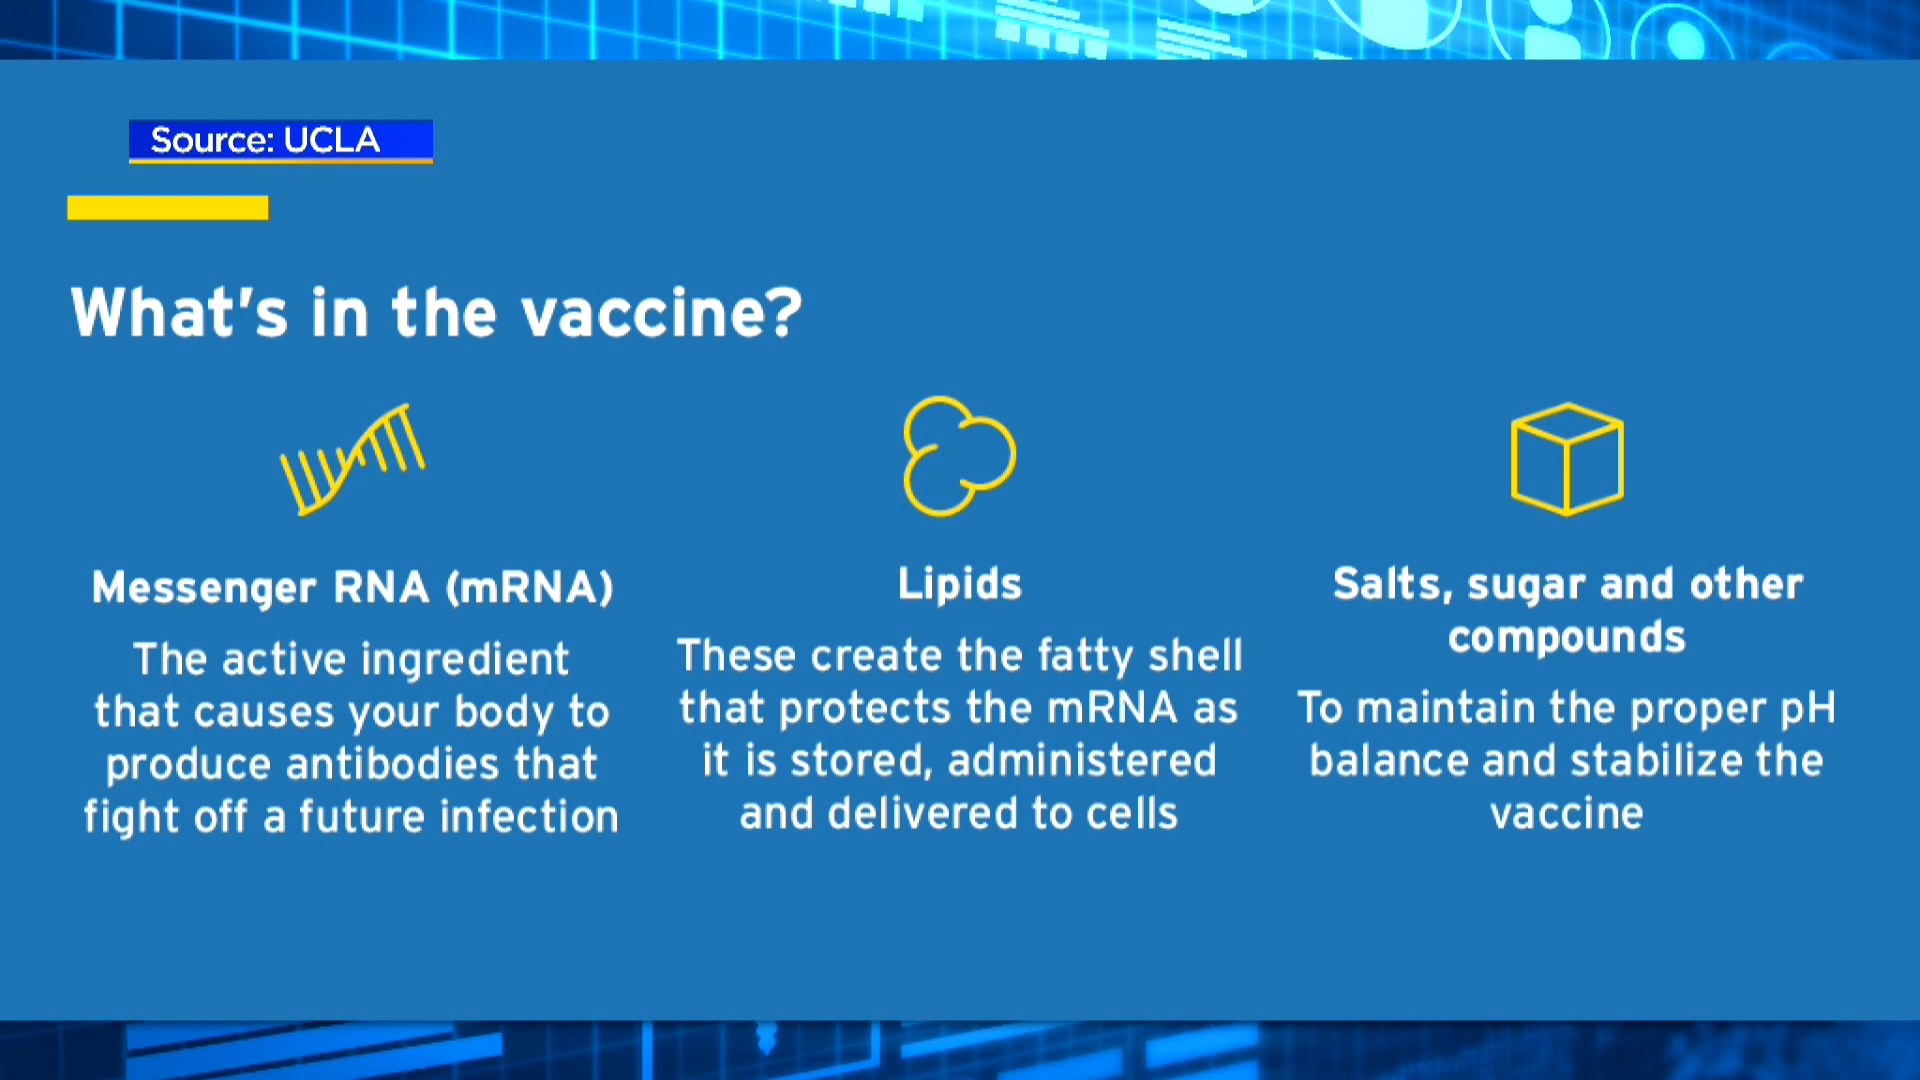 Source: UCLA
What's in the vaccine?
Messenger RNA (mRNA)
The active ingredient
that causes your body to
produce antibodies that
fight off a future infection
Lipids
These create the fatty shell
that protects the mRNA as
it is stored, administered
and delivered to cells
Salts, sugar and other
compounds
To maintain the proper pH
balance and stabilize the
vaccine